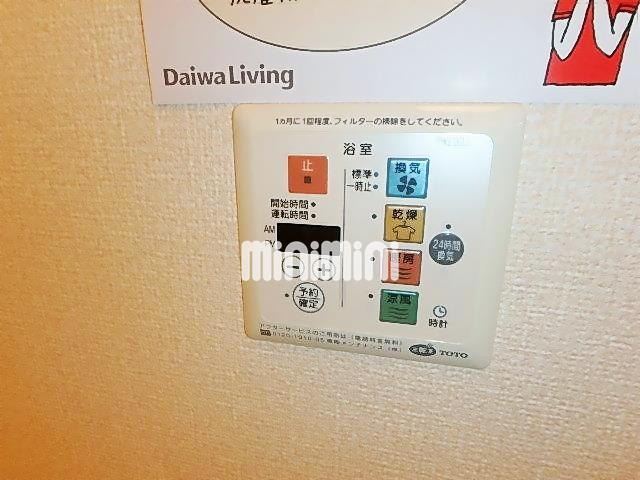 Daiwa Living
1ヵ月に1回程度、フィルターの掃除をしてください。
浴室
止
標準
一時止
換気
開始時間
運転時間
乾燥
AM
24時間
換気
minimini
暖房
予約
確定
涼風
時計
TOTO